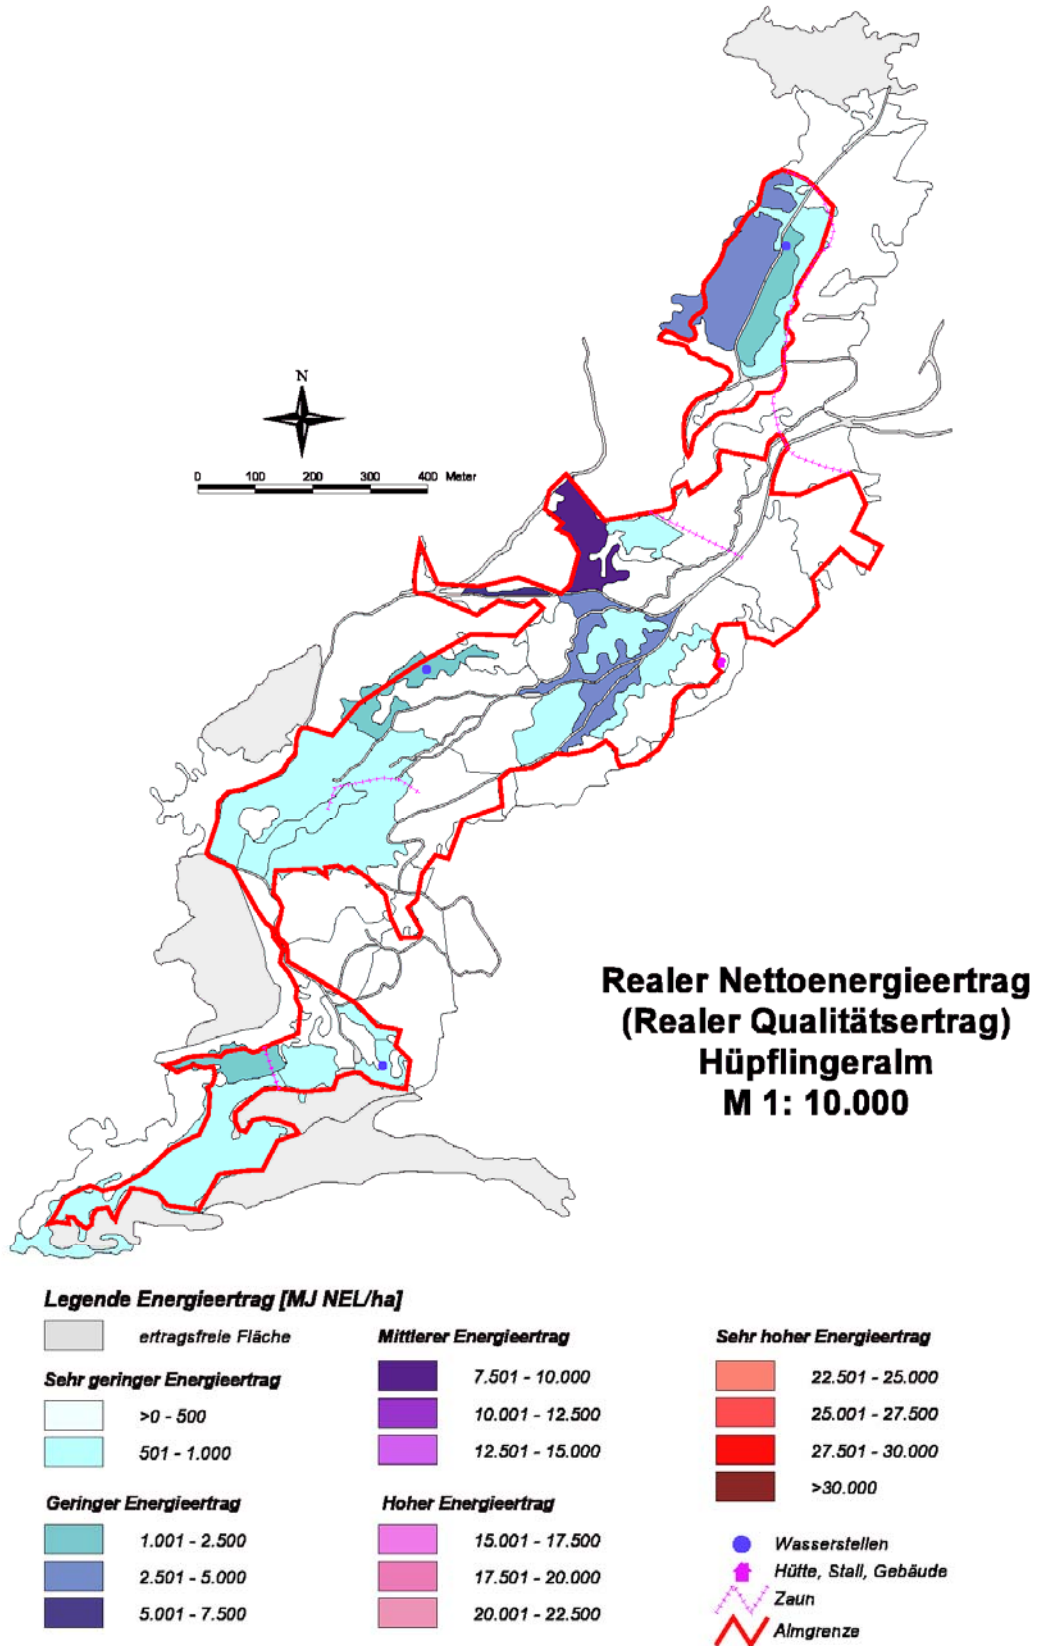 N
0 100 200 300 400 Meter
Realer Nettoenergieertrag
(Realer Qualitätsertrag)
Hüpflingeralm
M 1: 10.000
Legende Energieertrag [MJ NEL/ha]
ertragsfreie Fläche
Sehr geringer Energieertrag
>0 - 500
501 - 1.000
Geringer Energieertrag
1.001 - 2.500
2.501 - 5.000
5.001 - 7.500
Mittlerer Energieertrag
7.501 - 10.000
10.001 - 12.500
12.501 - 15.000
Hoher Energieertrag
15.001 - 17.500
17.501 - 20.000
20.001 - 22.500
Sehr hoher Energieertrag
22.501 - 25.000
25.001 - 27.500
27.501 - 30.000
>30.000
Wasserstellen
Hütte, Stall, Gebäude
Zaun
Almgrenze